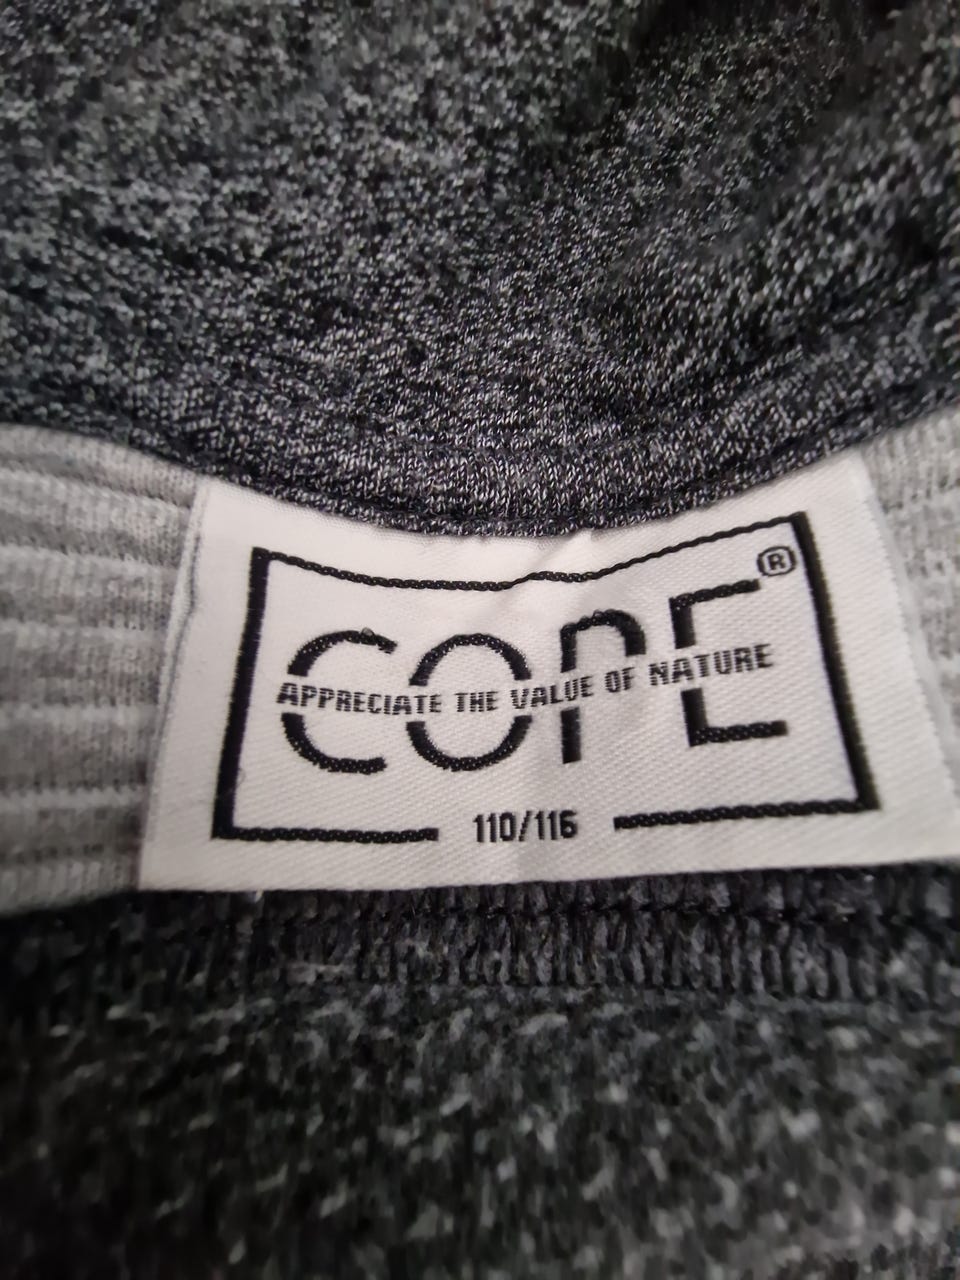 COPE®
APPRECIATE THE VALUE OF NATURE
110/116